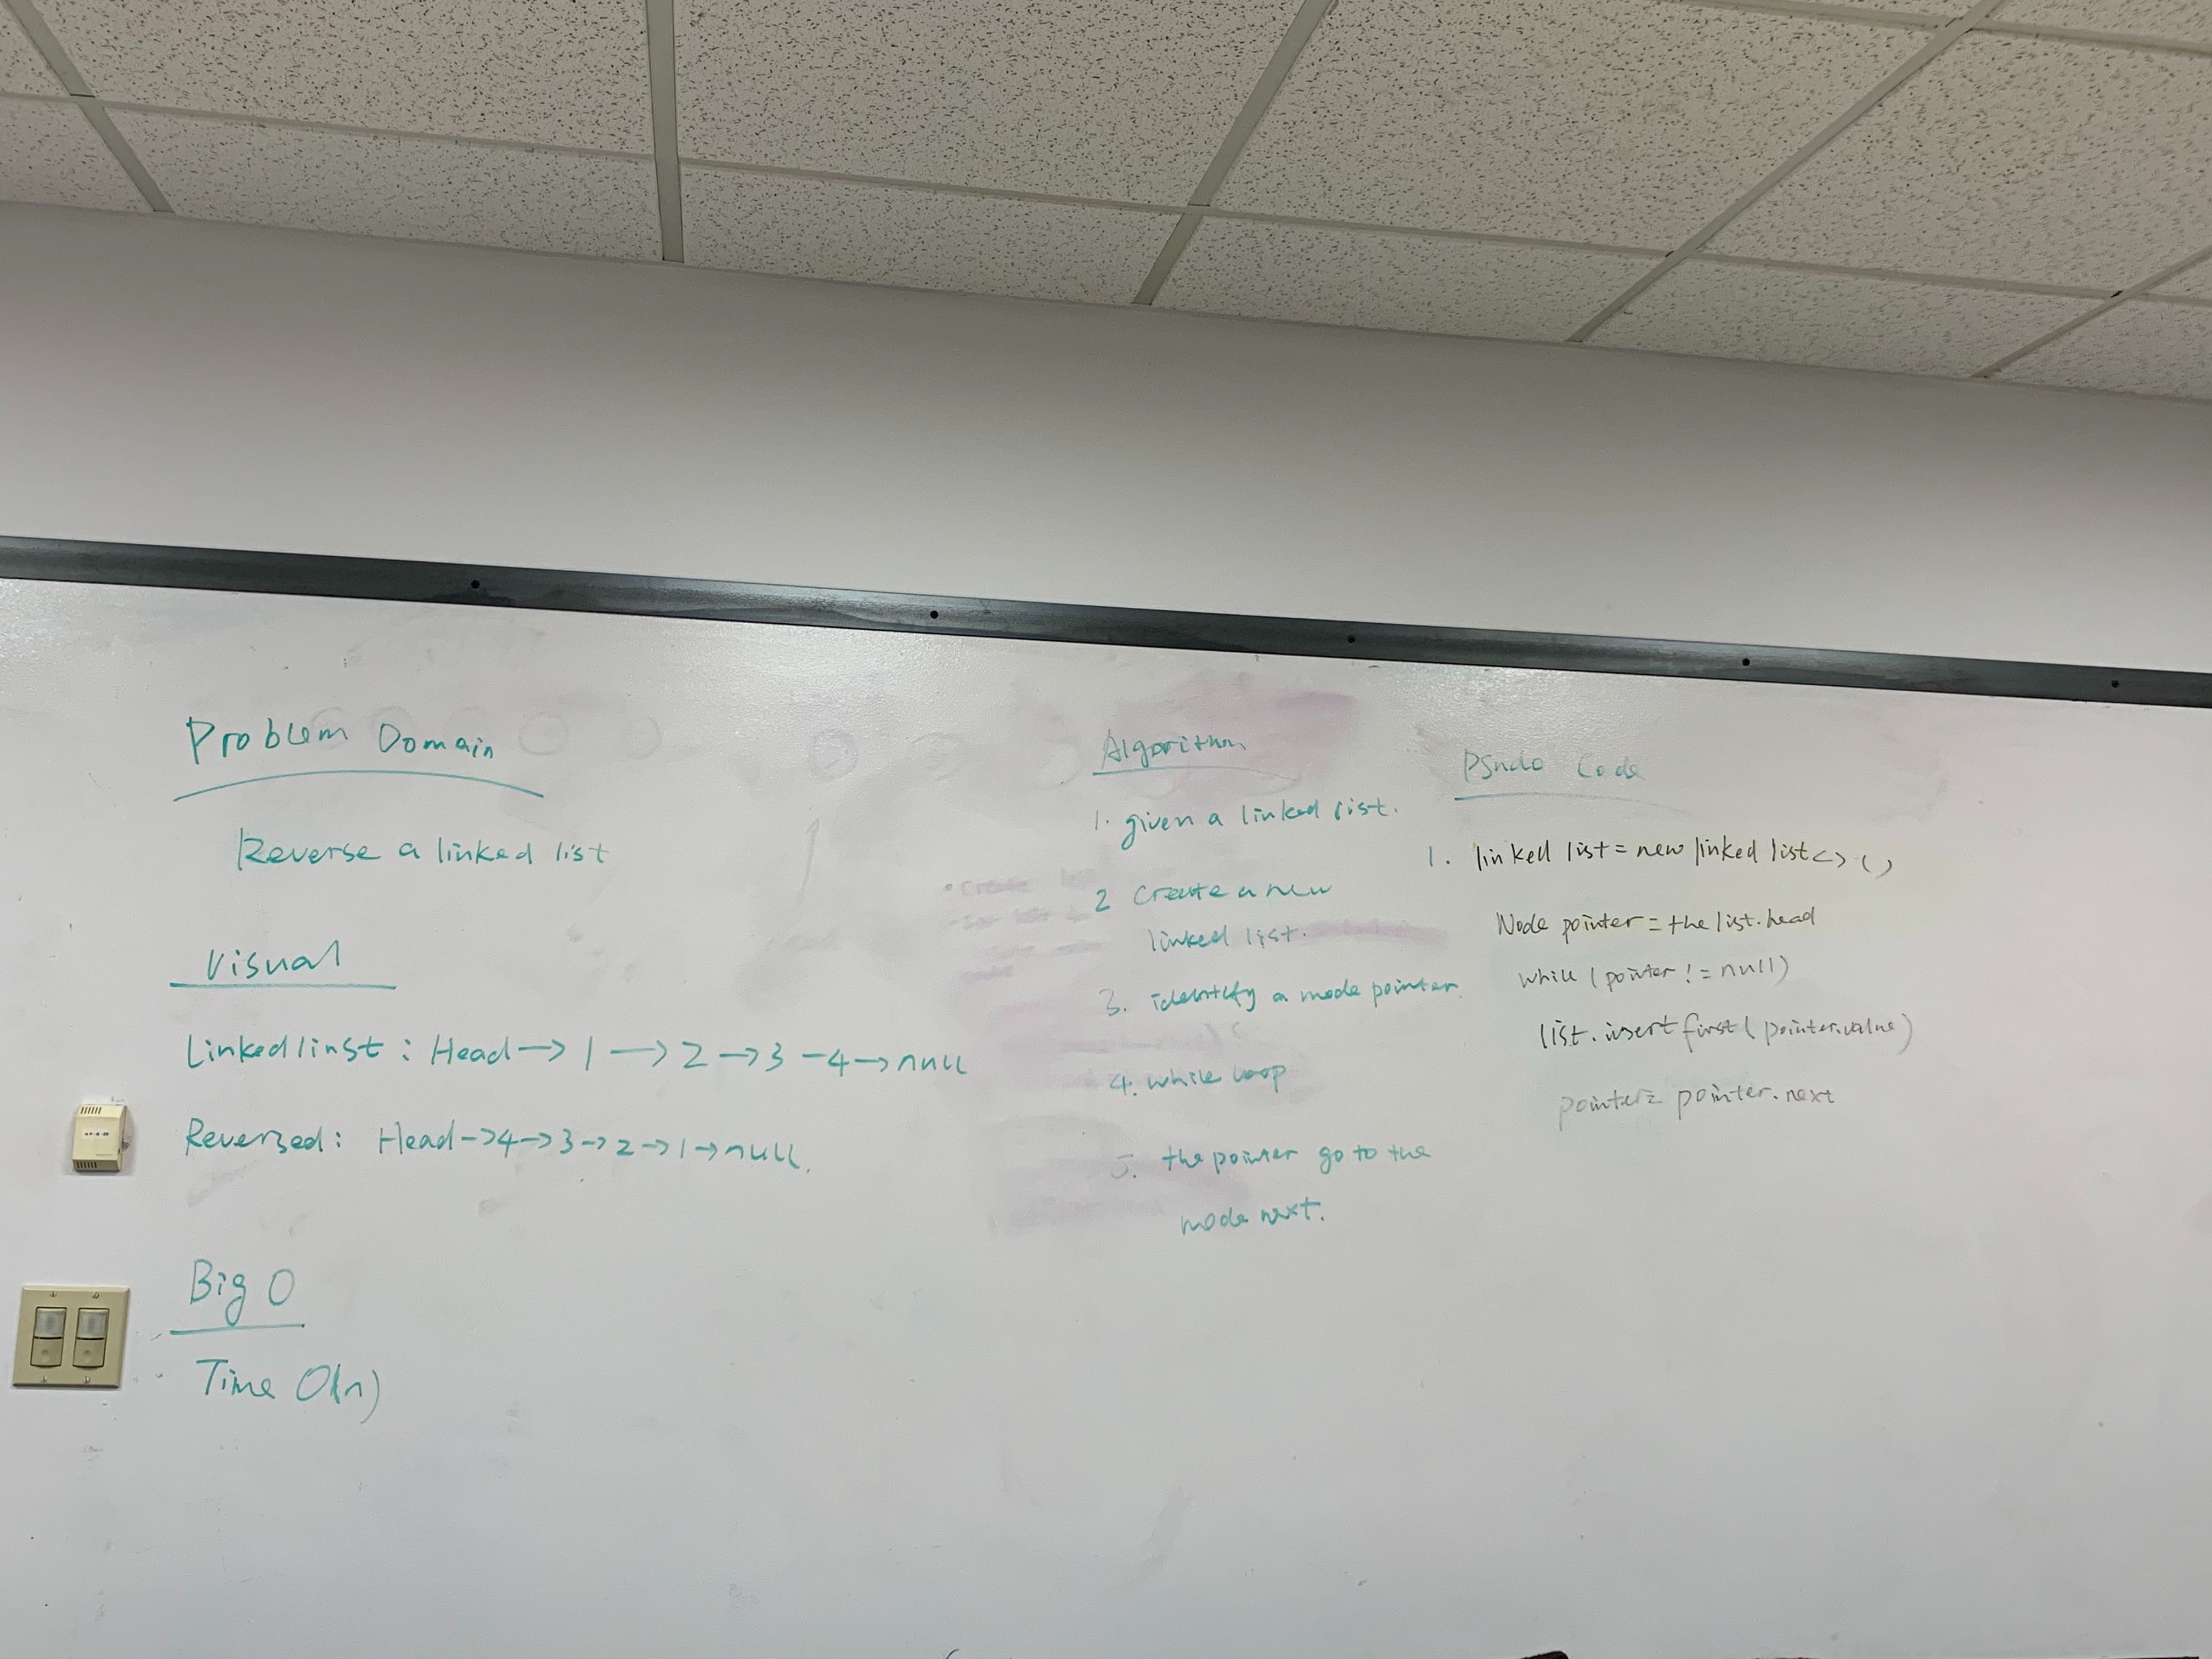 Problem Domain
Reverse a linked list
Visual
Linkedlinst : Head → 1 → 2 → 3 – 4 → null
Reversed : Head → 4 → 3 → 2 → 1 → null.
Big O
Time O(n)
Algorithm
1. given a linked list.
2 Create a new
linked list.
3. identify a node pointer.
4. while loop
5. the pointer go to the
node next.
Psudo Code
1. linked list = new linked list <> ()
Node pointer = the list.head
while (pointer != null)
list.insert first (pointer.value)
pointer = pointer.next